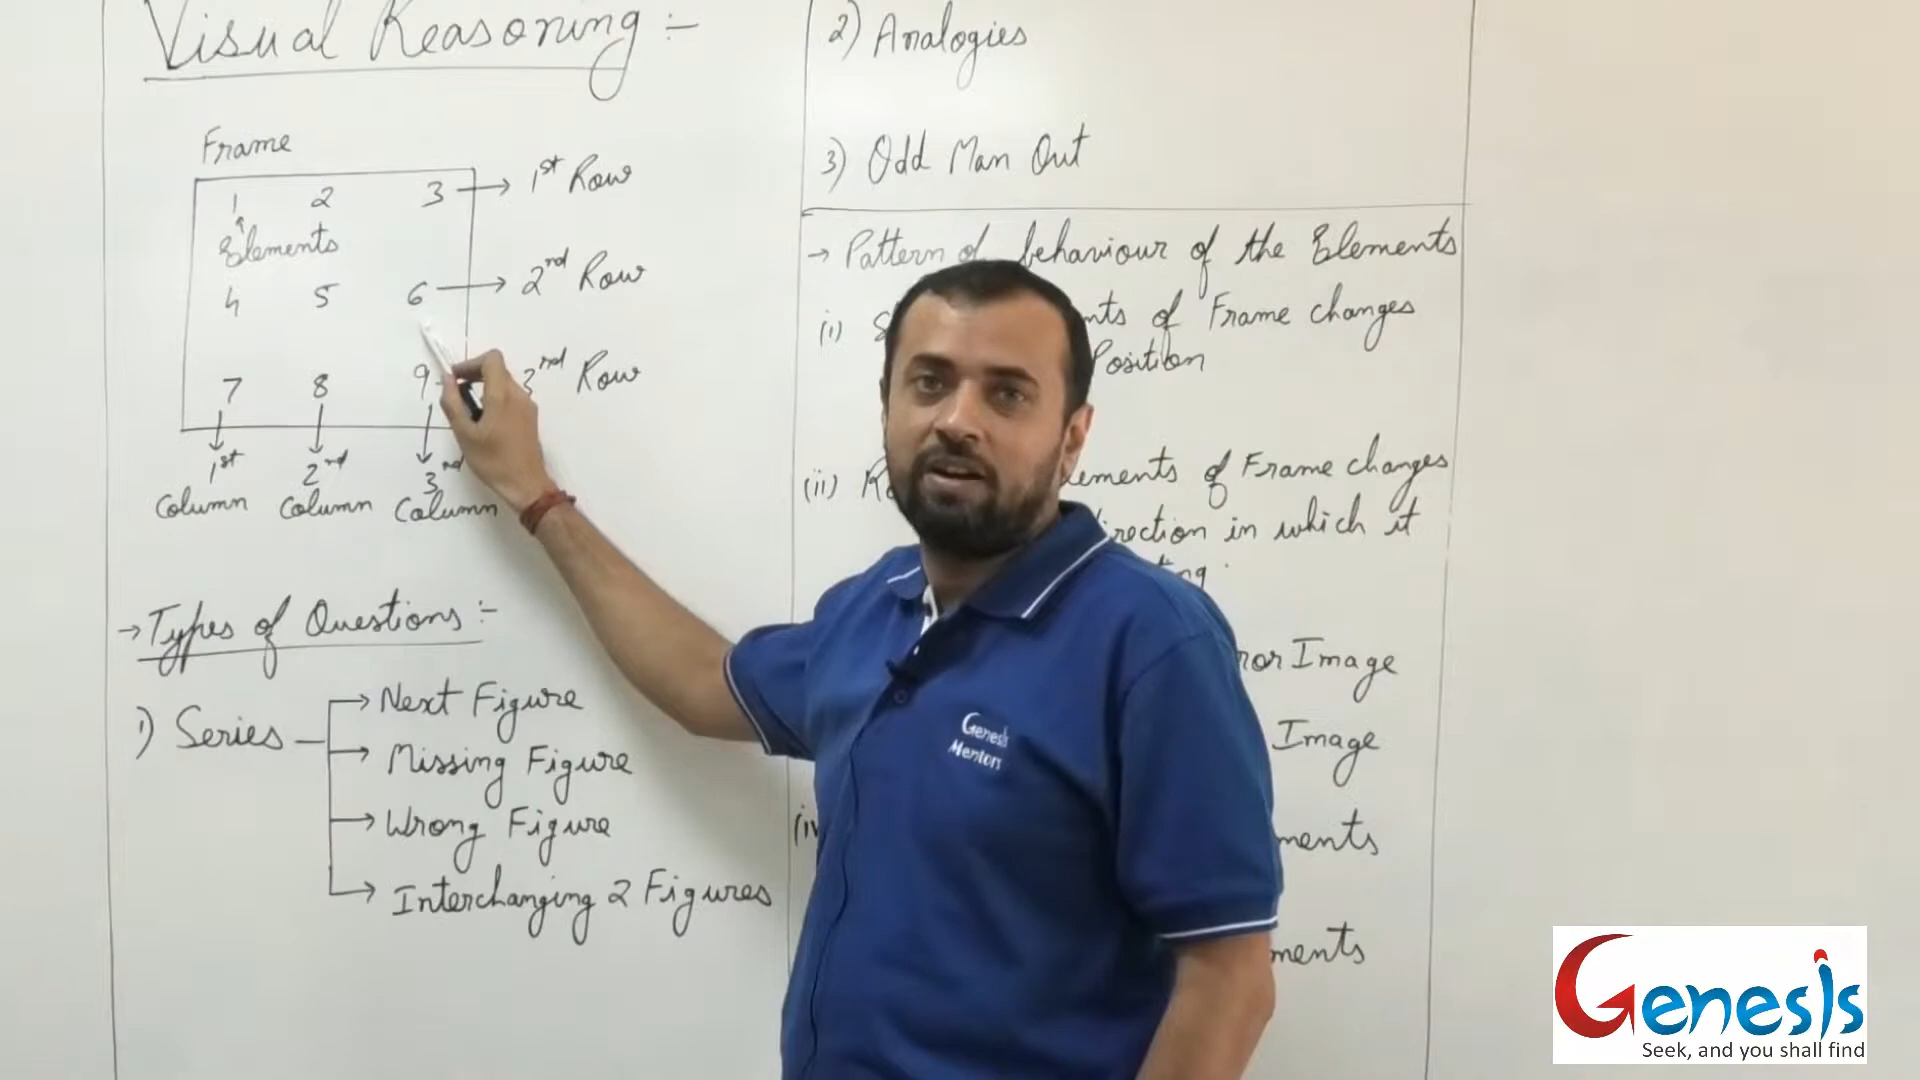 Visual Reasoning :-
Frame
1 2 3 → 1st Row
Elements
4 5 6 → 2nd Row
7 8 9 3rd Row
1st 2nd 3rd
Column Column Column
→ Types of Questions :-
1) Series
→ Next Figure
→ Missing Figure
→ Wrong Figure
→ Interchanging 2 Figures
2) Analogies
3) Odd Man Out
→ Pattern of behaviour of the Elements
(i) of Frame changes
Position
(ii) of Frame changes
in which it
Image
Image
Genesis
Mentors
Genesis
Seek, and you shall find